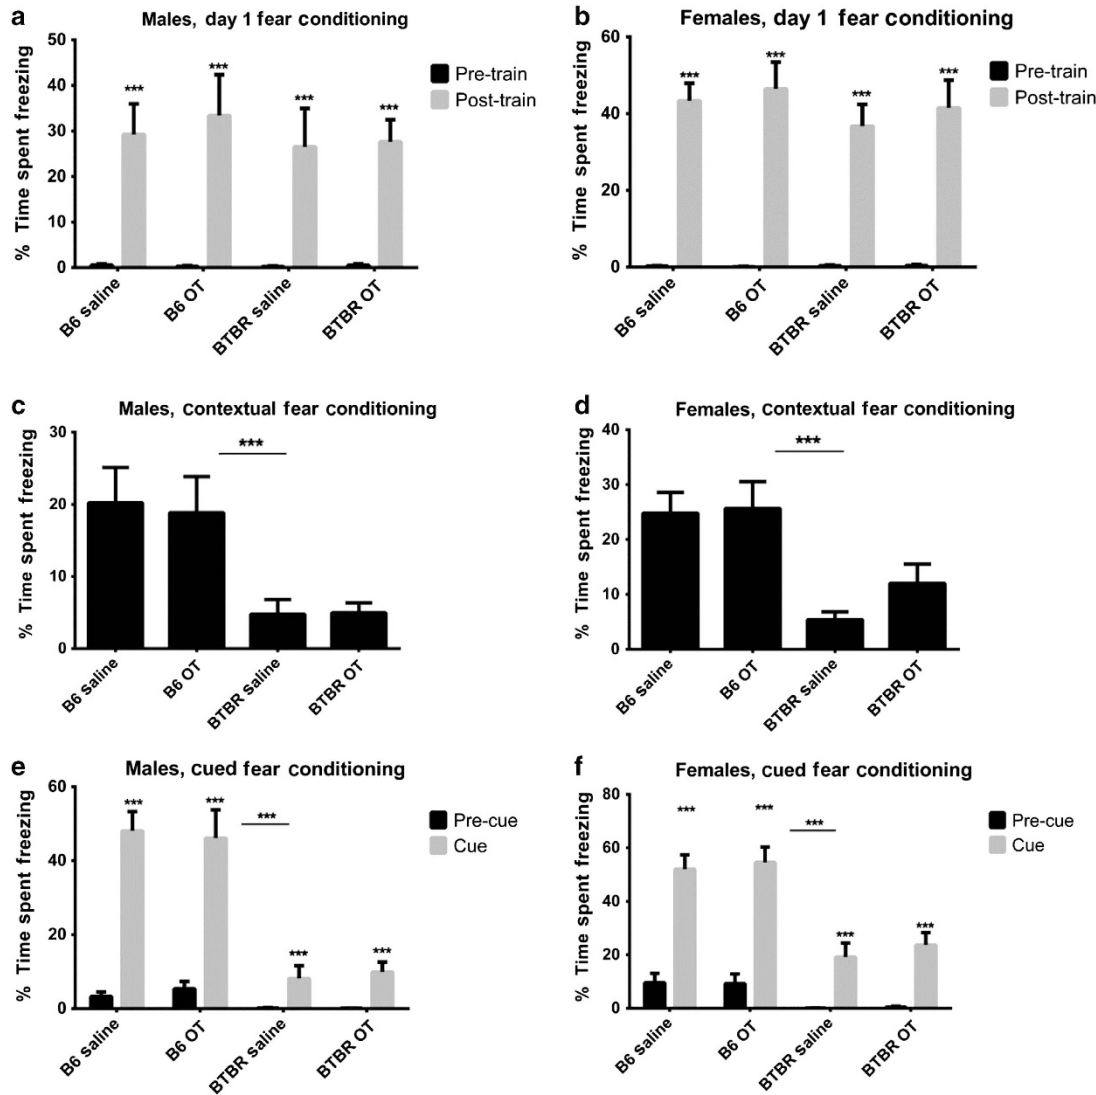 a
Males, day 1 fear conditioning
% Time spent freezing
50
40
30
20
10
0
***
***
***
***
Pre-train
Post-train
B6 saline
B6 OT
BTBR saline
BTBR OT
b
Females, day 1 fear conditioning
% Time spent freezing
60
40
20
0
***
***
***
***
Pre-train
Post-train
B6 saline
B6 OT
BTBR saline
BTBR OT
c
Males, contextual fear conditioning
% Time spent freezing
30
20
10
0
***
B6 saline
B6 OT
BTBR saline
BTBR OT
d
Females, contextual fear conditioning
% Time spent freezing
40
30
20
10
0
***
B6 saline
B6 OT
BTBR saline
BTBR OT
e
Males, cued fear conditioning
% Time spent freezing
60
40
20
0
***
***
***
***
***
Pre-cue
Cue
B6 saline
B6 OT
BTBR saline
BTBR OT
f
Females, cued fear conditioning
% Time spent freezing
80
60
40
20
0
***
***
***
***
***
Pre-cue
Cue
B6 saline
B6 OT
BTBR saline
BTBR OT